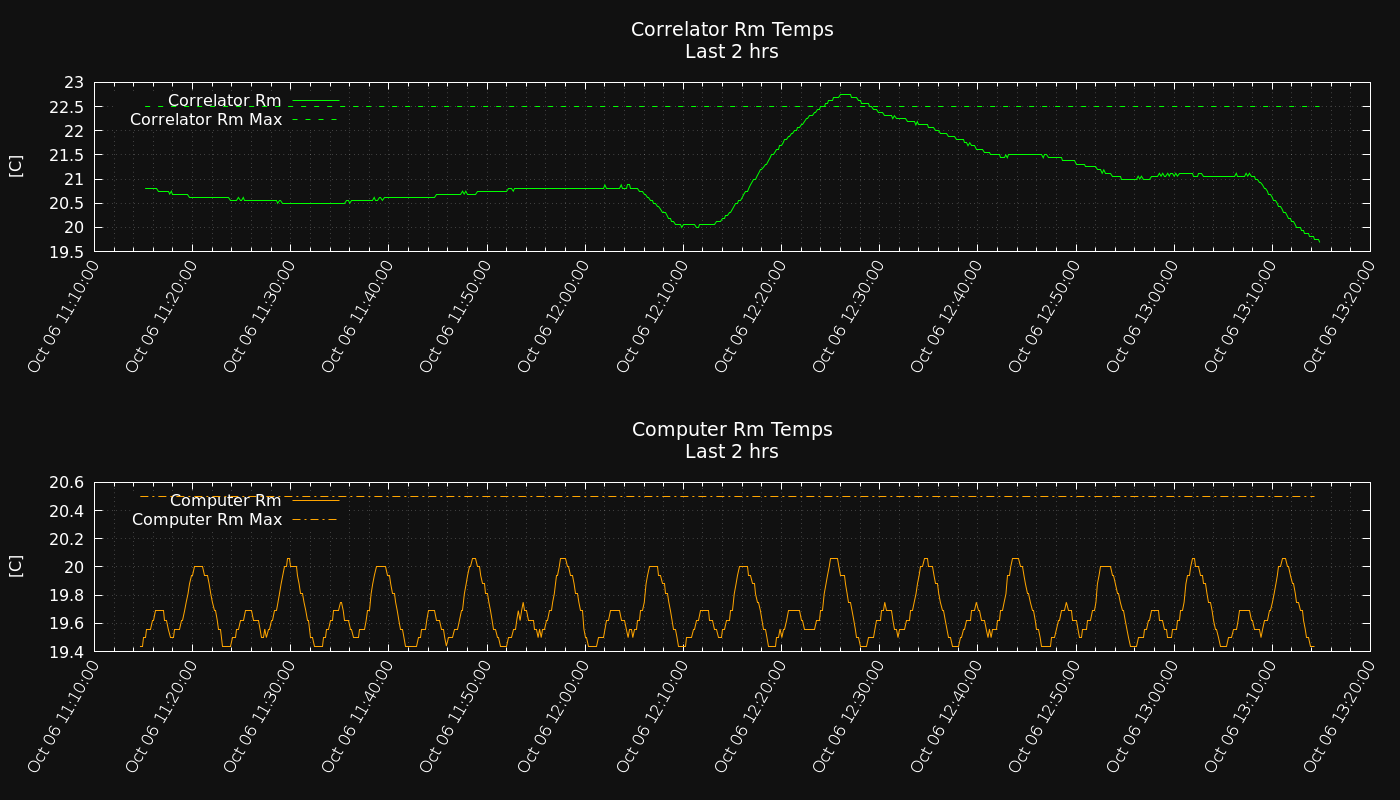 Correlator Rm Temps
Last 2 hrs
[C]
23
22.5
22
21.5
21
20.5
20
19.5
Correlator Rm
Correlator Rm Max
Oct 06 11:10:00
Oct 06 11:20:00
Oct 06 11:30:00
Oct 06 11:40:00
Oct 06 11:50:00
Oct 06 12:00:00
Oct 06 12:10:00
Oct 06 12:20:00
Oct 06 12:30:00
Oct 06 12:40:00
Oct 06 12:50:00
Oct 06 13:00:00
Oct 06 13:10:00
Oct 06 13:20:00
Computer Rm Temps
Last 2 hrs
[C]
20.6
20.4
20.2
20
19.8
19.6
19.4
Computer Rm
Computer Rm Max
Oct 06 11:10:00
Oct 06 11:20:00
Oct 06 11:30:00
Oct 06 11:40:00
Oct 06 11:50:00
Oct 06 12:00:00
Oct 06 12:10:00
Oct 06 12:20:00
Oct 06 12:30:00
Oct 06 12:40:00
Oct 06 12:50:00
Oct 06 13:00:00
Oct 06 13:10:00
Oct 06 13:20:00